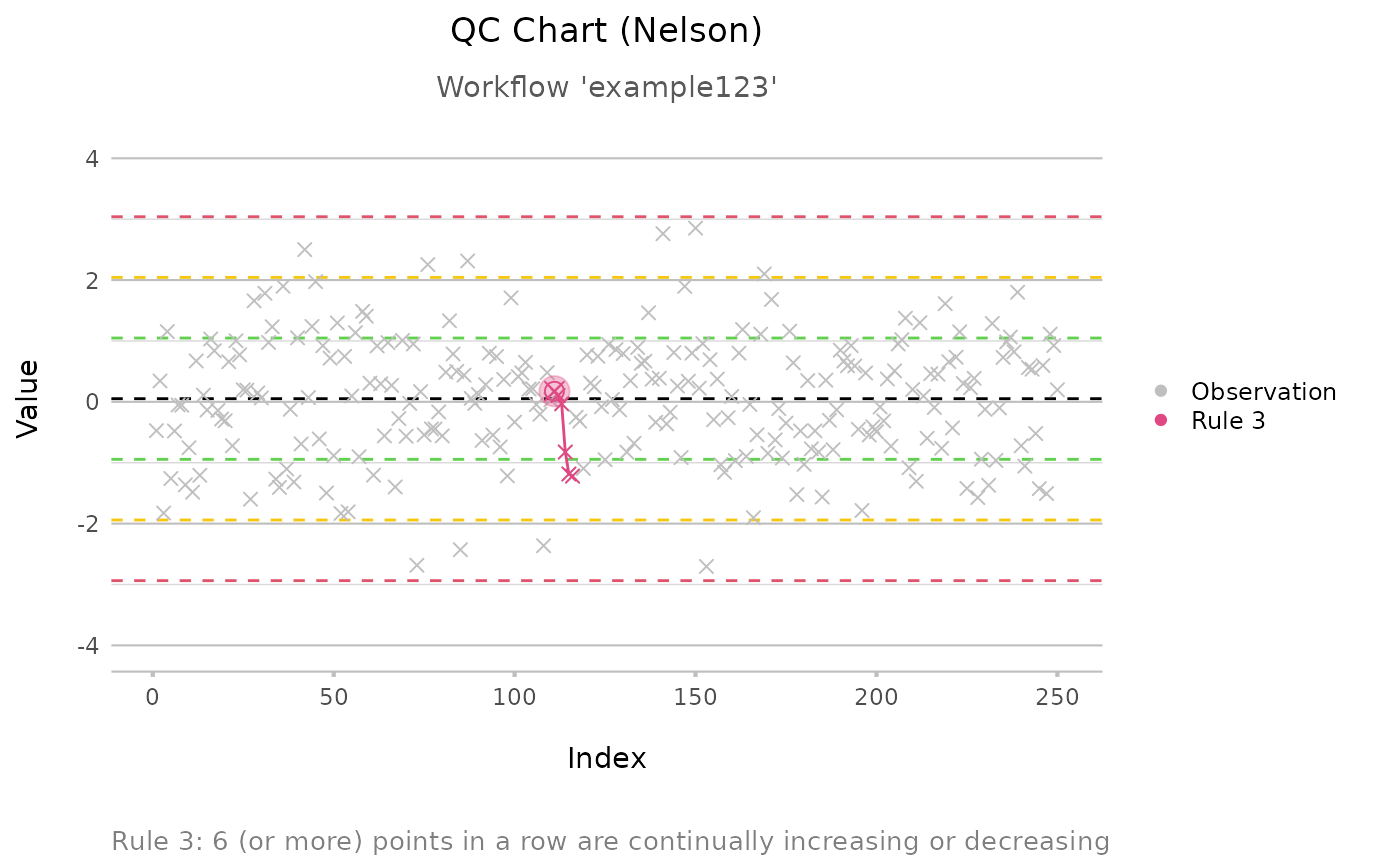 QC Chart (Nelson)
Workflow 'example123'
Value
4
2
0
-2
-4
0 50 100 150 200 250
Index
Observation
Rule 3
Rule 3: 6 (or more) points in a row are continually increasing or decreasing